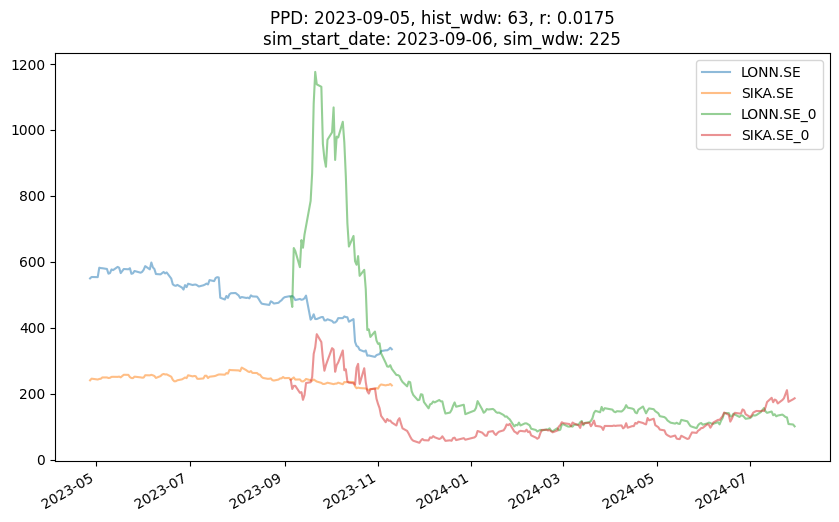 PPD: 2023-09-05, hist_wdw: 63, r: 0.0175
sim_start_date: 2023-09-06, sim_wdw: 225
LONN.SE
SIKA.SE
LONN.SE_0
SIKA.SE_0
1200
1000
800
600
400
200
0
2023-05
2023-07
2023-09
2023-11
2024-01
2024-03
2024-05
2024-07